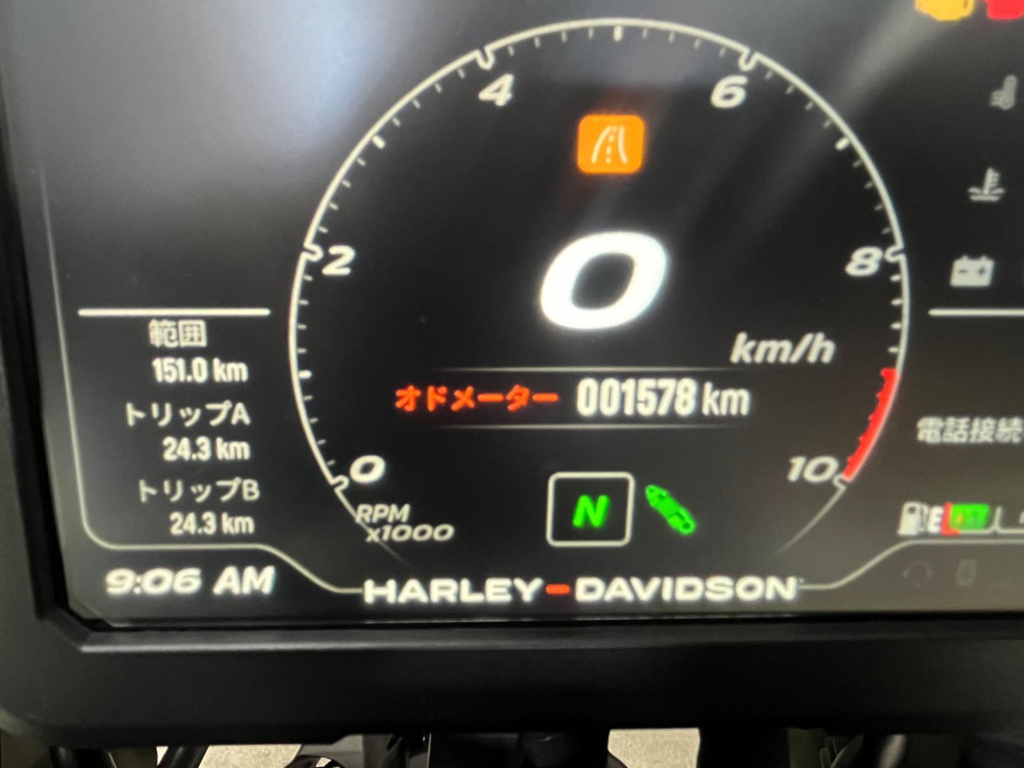 4
6
2
8
0
km/h
範囲
151.0 km
オドメーター 001578 km
トリップA
24.3 km
電話接続
0
10
トリップB
24.3 km
RPM
x1000
N
E
9:06 AM
HARLEY-DAVIDSON